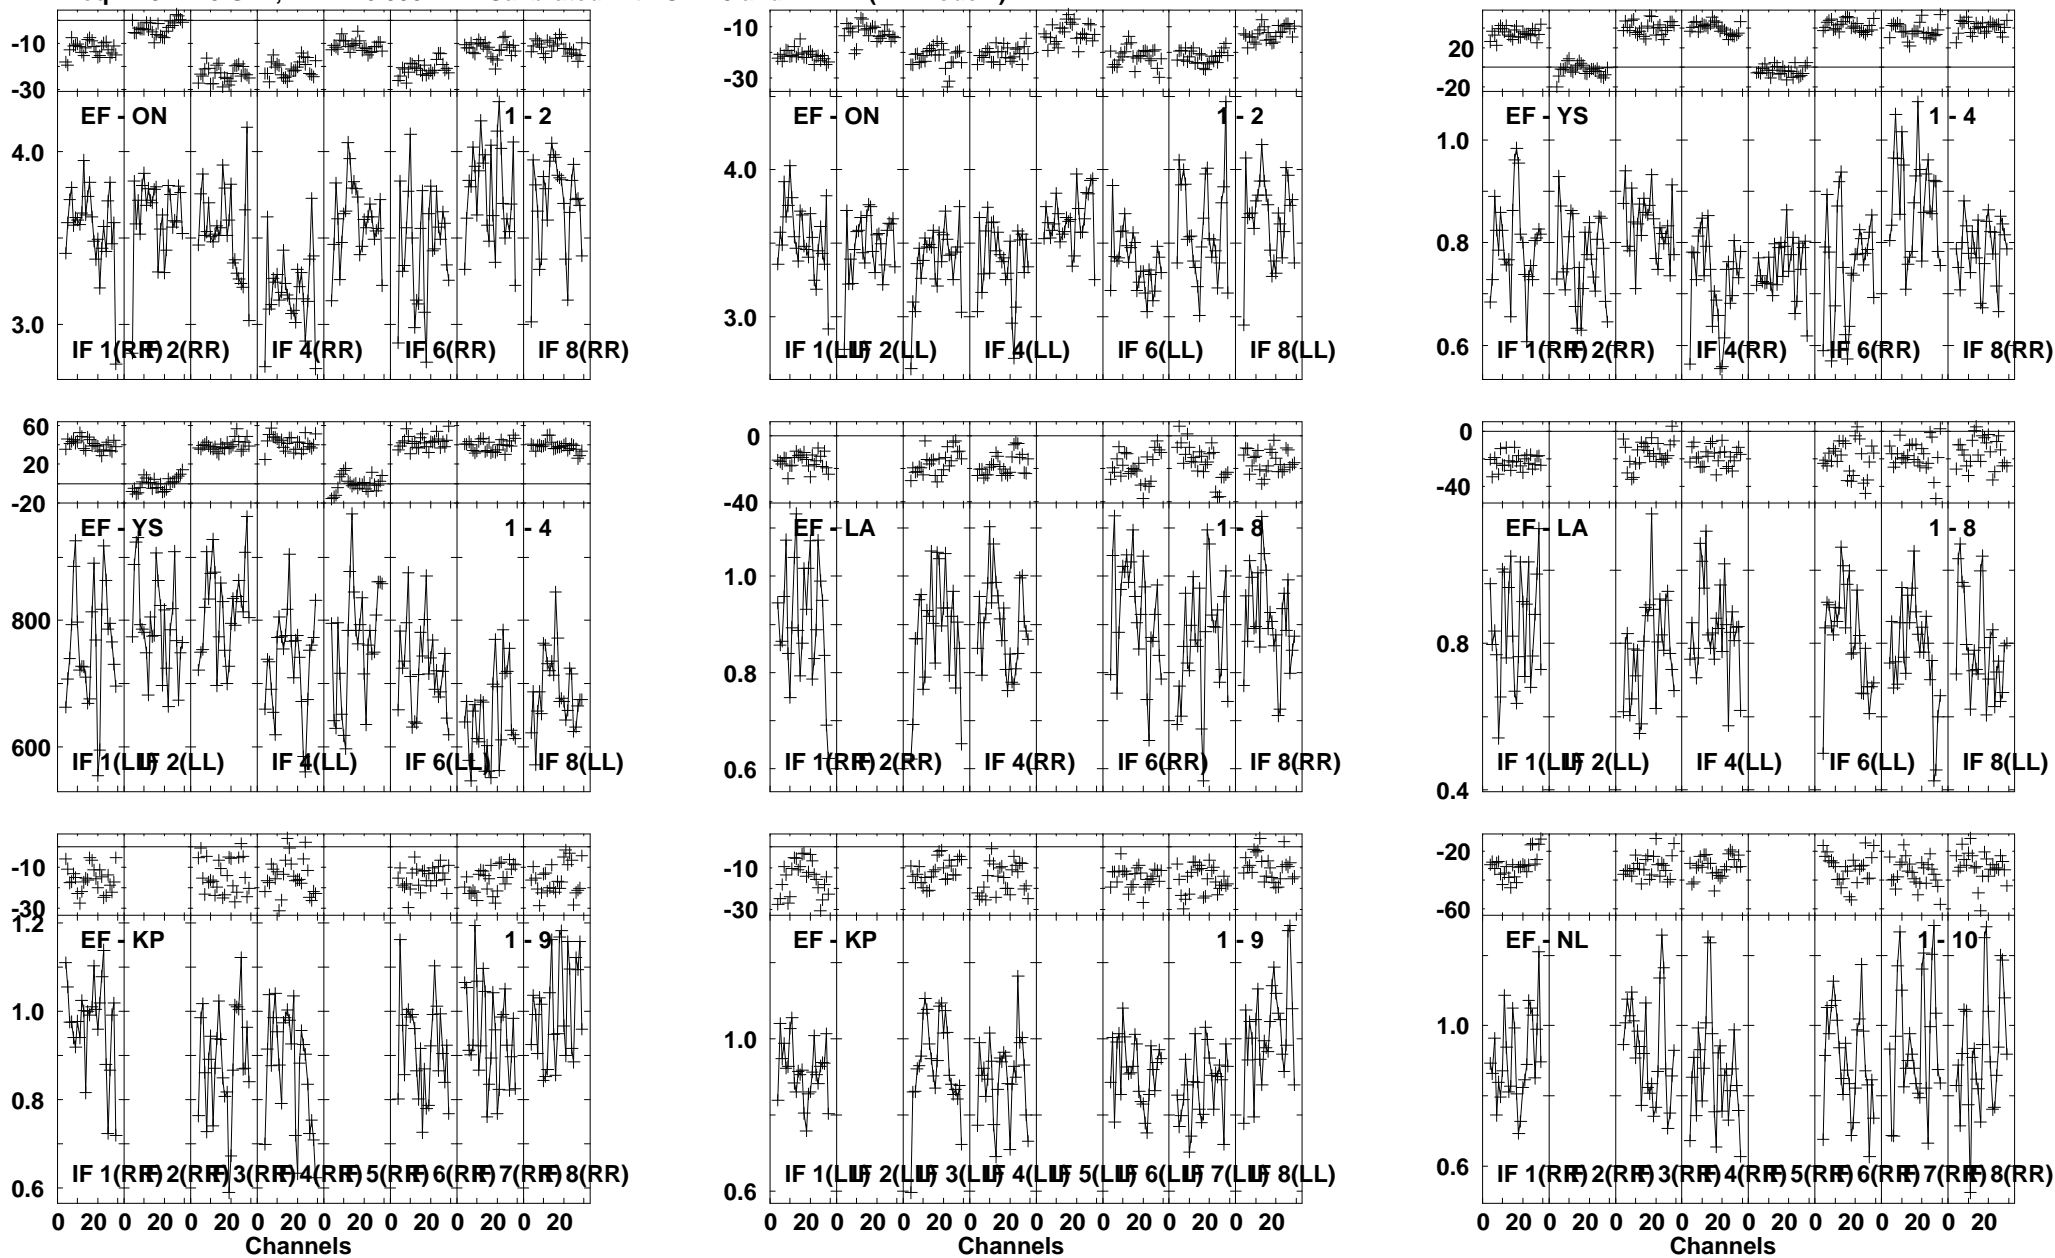 -10
-30
EF - ON 1 - 2
4.0
3.0
IF 1(RR) IF 2(RR) IF 4(RR) IF 6(RR) IF 8(RR)
-10
-30
EF - ON 1 - 2
4.0
3.0
IF 1(LL) IF 2(LL) IF 4(LL) IF 6(LL) IF 8(LL)
20
-20
EF - YS 1 - 4
1.0
0.8
0.6
IF 1(RR) IF 2(RR) IF 4(RR) IF 6(RR) IF 8(RR)
60
20
-20
EF - YS 1 - 4
800
600
IF 1(LL) IF 2(LL) IF 4(LL) IF 6(LL) IF 8(LL)
0
-40
EF - LA 1 - 8
1.0
0.8
0.6
IF 1(RR) IF 2(RR) IF 4(RR) IF 6(RR) IF 8(RR)
0
-40
EF - LA 1 - 8
0.8
0.4
IF 1(LL) IF 2(LL) IF 4(LL) IF 6(LL) IF 8(LL)
-10
-30
1.2
EF - KP 1 - 9
1.0
0.8
0.6
IF 1(RR) IF 2(RR) IF 3(RR) IF 4(RR) IF 5(RR) IF 6(RR) IF 7(RR) IF 8(RR)
0 20 0 20 0 20 0 20 0 20 0 20 0 20 0 20
Channels
-10
-30
EF - KP 1 - 9
1.0
0.6
IF 1(LL) IF 2(LL) IF 3(LL) IF 4(LL) IF 5(LL) IF 6(LL) IF 7(LL) IF 8(LL)
0 20 0 20 0 20 0 20 0 20 0 20 0 20 0 20
Channels
-20
-60
EF - NL 1 - 10
1.0
0.6
IF 1(RR) IF 2(RR) IF 3(RR) IF 4(RR) IF 5(RR) IF 6(RR) IF 7(RR) IF 8(RR)
0 20 0 20 0 20 0 20 0 20 0 20 0 20 0 20
Channels